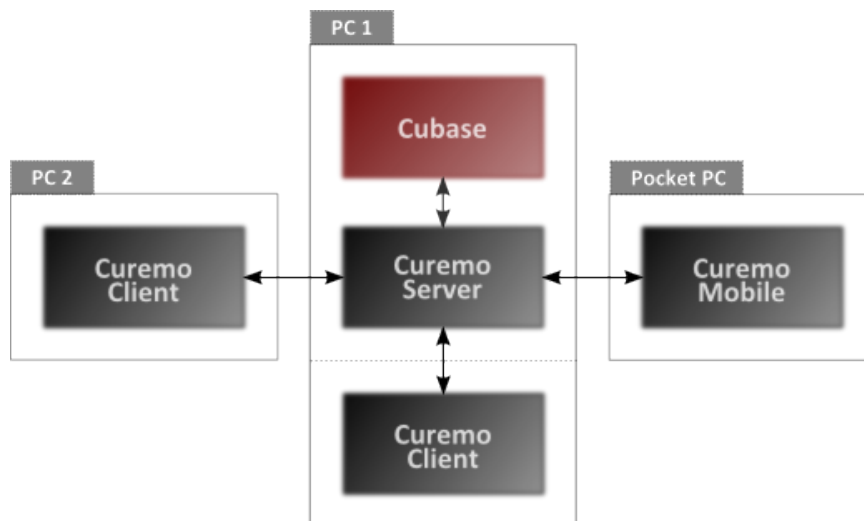 PC 1
Cubase
PC 2
Pocket PC
Curemo
Client
Curemo
Server
Curemo
Mobile
Curemo
Client